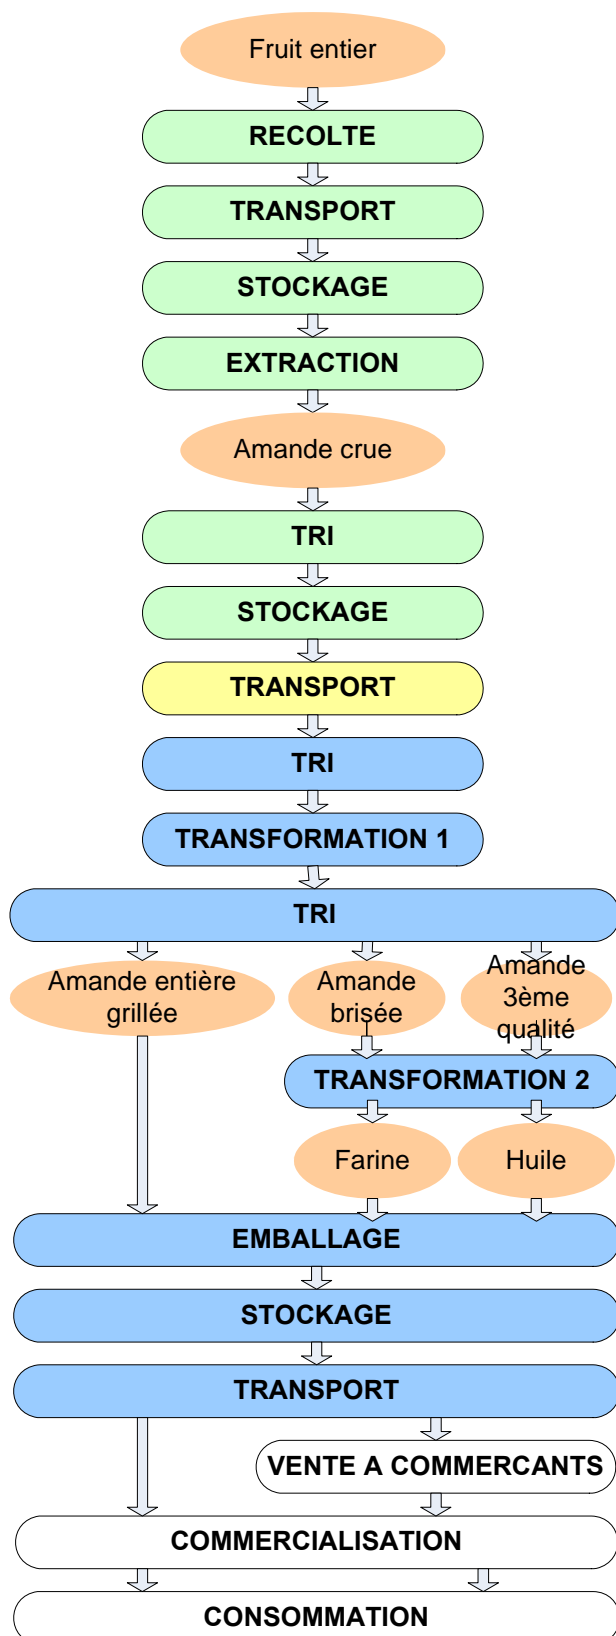 Fruit entier
RECOLTE
TRANSPORT
STOCKAGE
EXTRACTION
Amande crue
TRI
STOCKAGE
TRANSPORT
TRI
TRANSFORMATION 1
TRI
Amande entière
grillée
Amande
brisée
Amande
3ème
qualité
TRANSFORMATION 2
Farine
Huile
EMBALLAGE
STOCKAGE
TRANSPORT
VENTE A COMMERCANTS
COMMERCIALISATION
CONSOMMATION